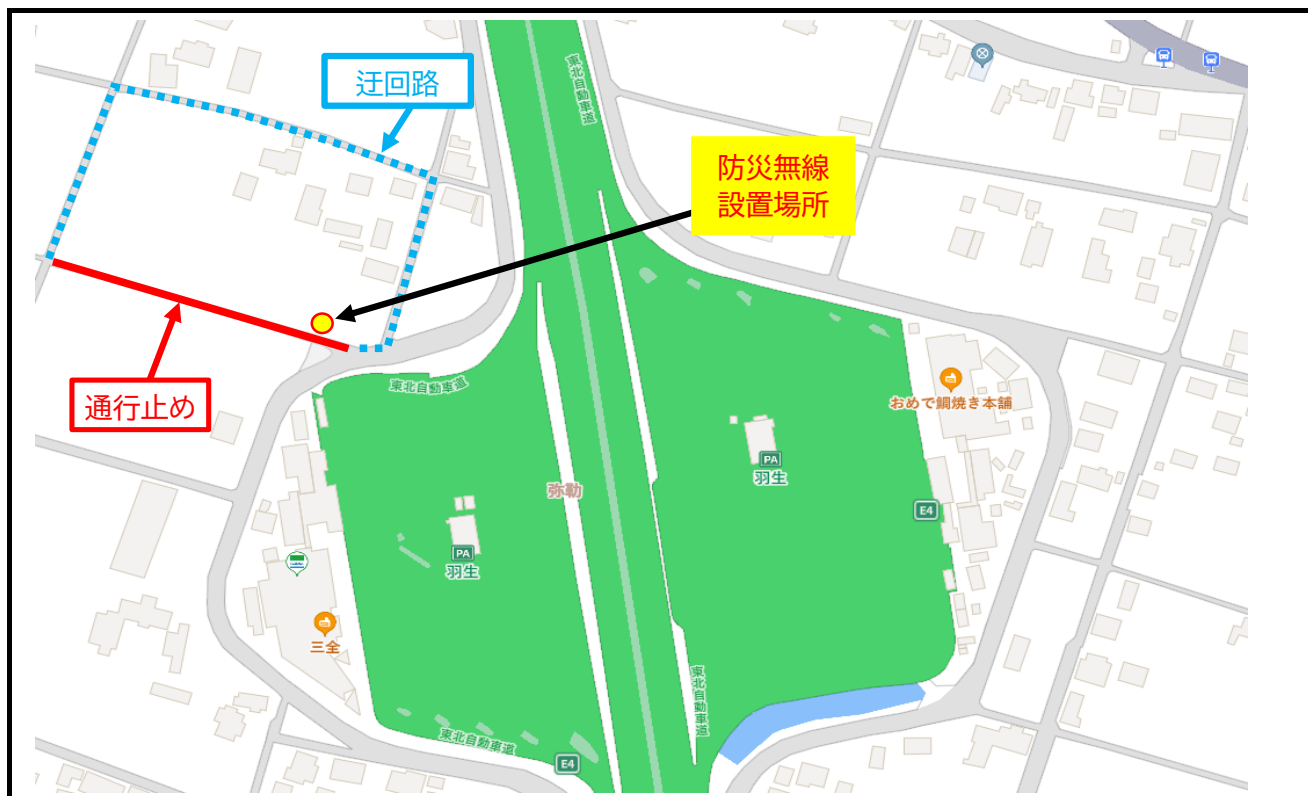 迂回路
東北自動車道
防災無線
設置場所
通行止め
東北自動車道
おめで鯛焼き本舗
PA
羽生
弥勒
E4
PA
羽生
三全
東北自動車道
東北自動車道
E4